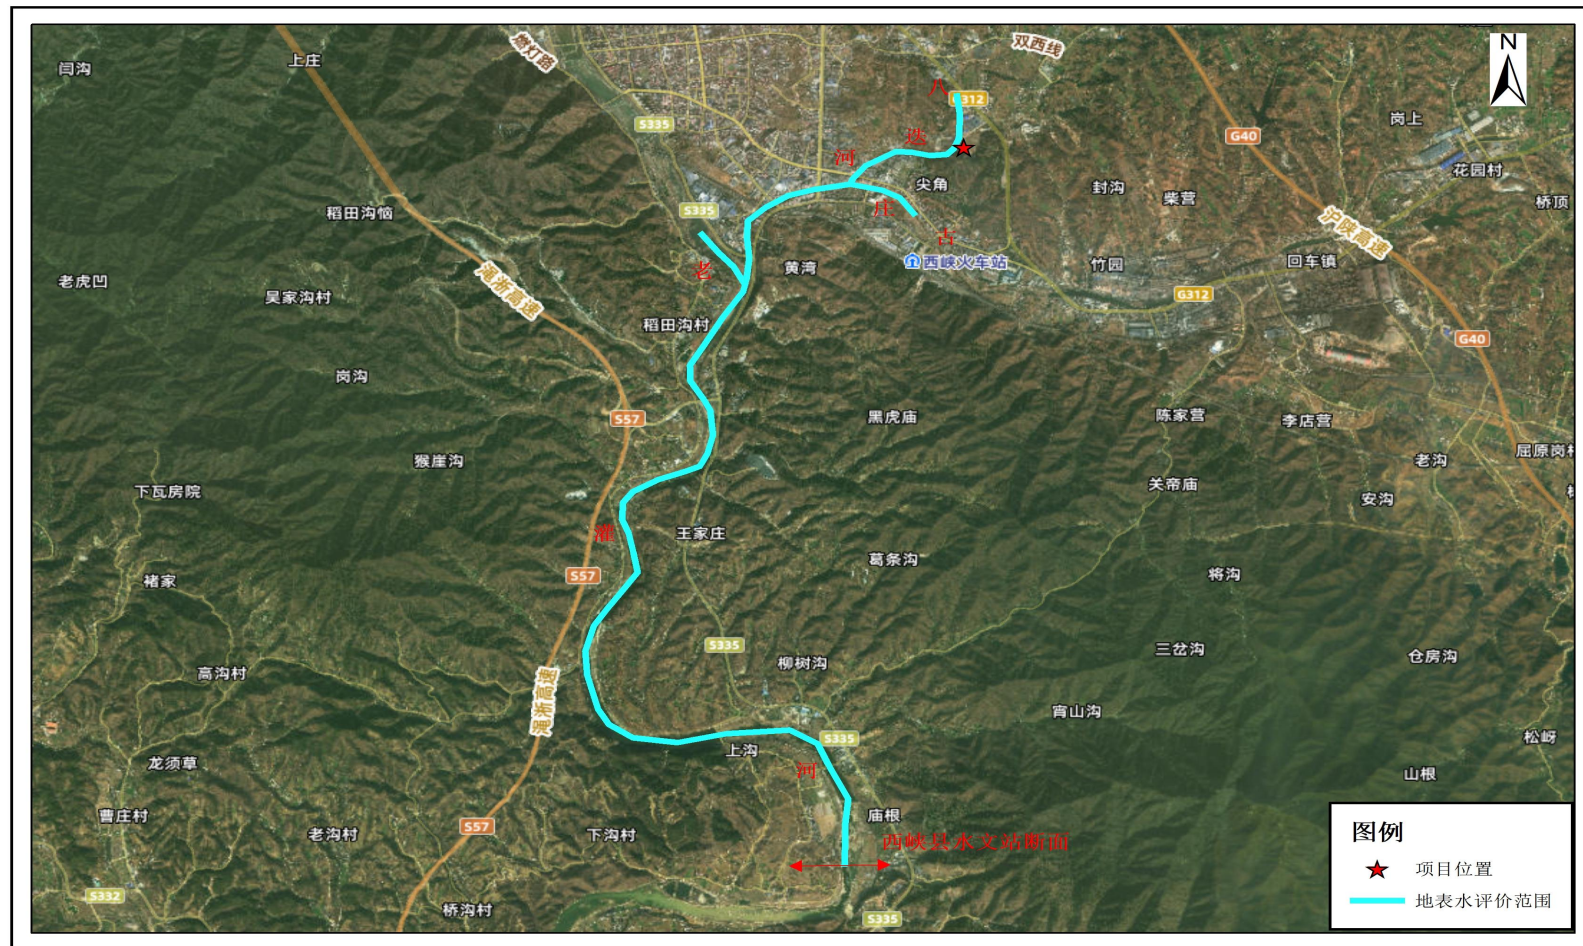 闫沟
上庄
燃灯路
双西线
N
G312
八
S335
岗上
G40
迭
河
花园村
尖角
封沟
柴营
桥顶
稻田沟垴
S335
庄
沪陕高速
古
西峡火车站
竹园
回车镇
老
黄湾
老虎凹
吴家沟村
渑淅高速
G312
稻田沟村
G40
岗沟
S57
黑虎庙
陈家营
李店营
屈原岗村
猴崖沟
老沟
下瓦房院
关帝庙
安沟
灌
王家庄
葛条沟
褚家
S57
将沟
S335
三岔沟
仓房沟
高沟村
柳树沟
渑淅高速
宵山沟
S335
松岈
上沟
龙须草
河
山根
曹庄村
老沟村
S57
下沟村
庙根
西峡县水文站断面
S332
桥沟村
S335
图例
项目位置
地表水评价范围